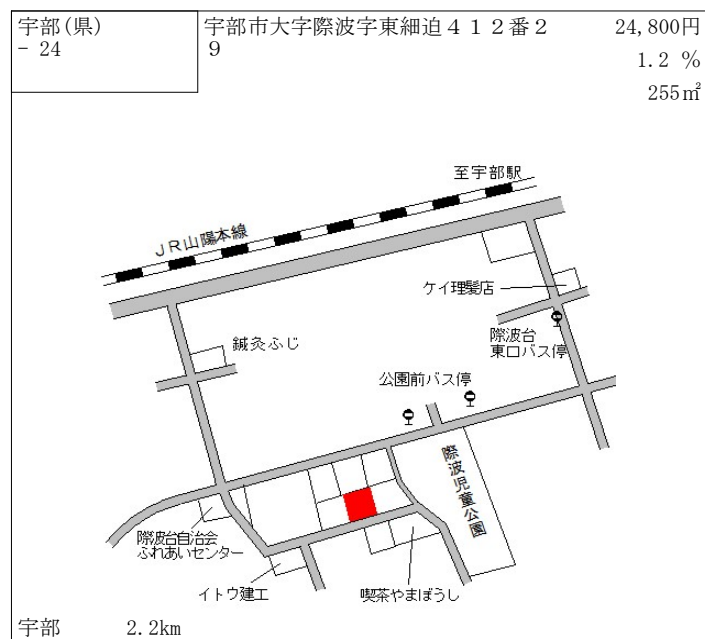 宇部(県)
- 24
宇部市大字際波字東細迫４１２番２
9
24,800円
1.2 %
255㎡
至宇部駅
ＪＲ山陽本線
ケイ理髪店
際波台
東口バス停
鍼灸ふじ
公園前バス停
際波児童公園
際波台自治会
ふれあいセンター
イトウ建工
喫茶やまぼうし
宇部 2.2km